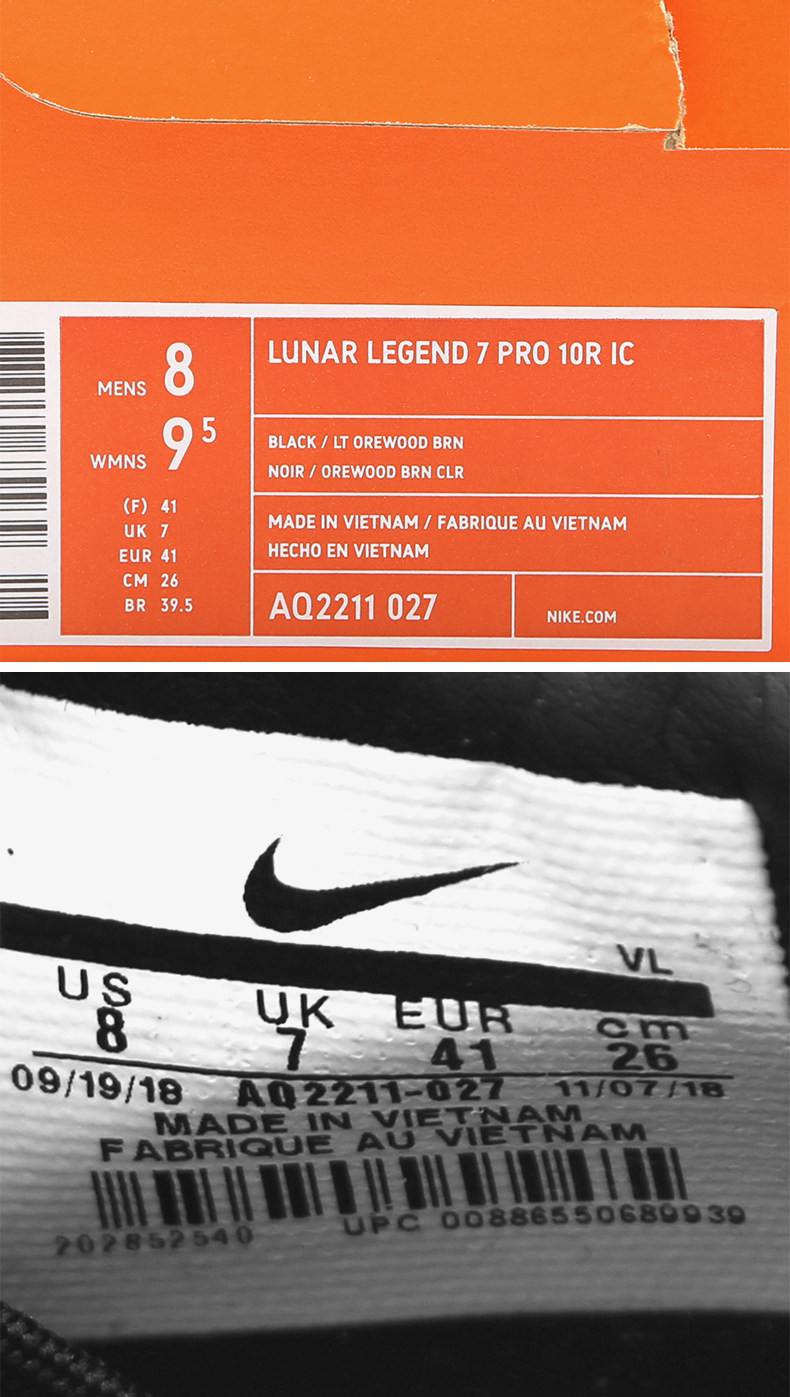 MENS 8
WMNS 9 5
(F) 41
UK 7
EUR 41
CM 26
BR 39.5
LUNAR LEGEND 7 PRO 10R IC
BLACK / LT OREWOOD BRN
NOIR / OREWOOD BRN CLR
MADE IN VIETNAM / FABRIQUE AU VIETNAM
HECHO EN VIETNAM
AQ2211 027
NIKE.COM
VL
US UK EUR cm
8 7 41 26
09/19/18 AQ2211-027 11/07/18
MADE IN VIETNAM
FABRIQUE AU VIETNAM
202852540 UPC 00886550689939